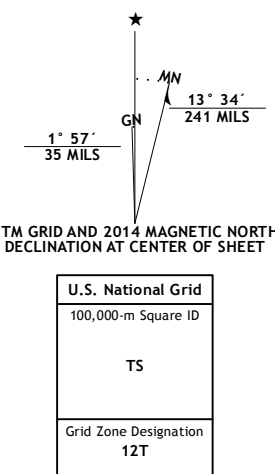 MN
GN
13° 34´
241 MILS
1° 57´
35 MILS
TM GRID AND 2014 MAGNETIC NORTH
DECLINATION AT CENTER OF SHEET
U.S. National Grid
100,000-m Square ID
TS
Grid Zone Designation
12T